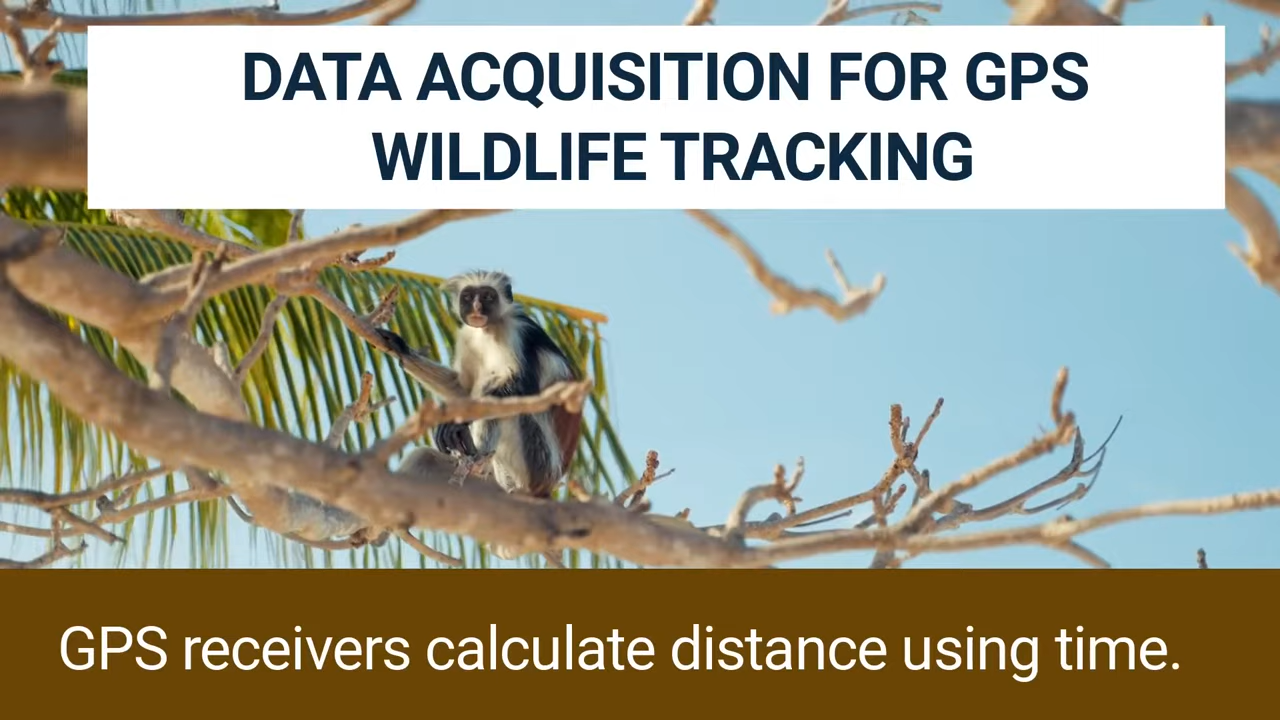 DATA ACQUISITION FOR GPS
WILDLIFE TRACKING
GPS receivers calculate distance using time.